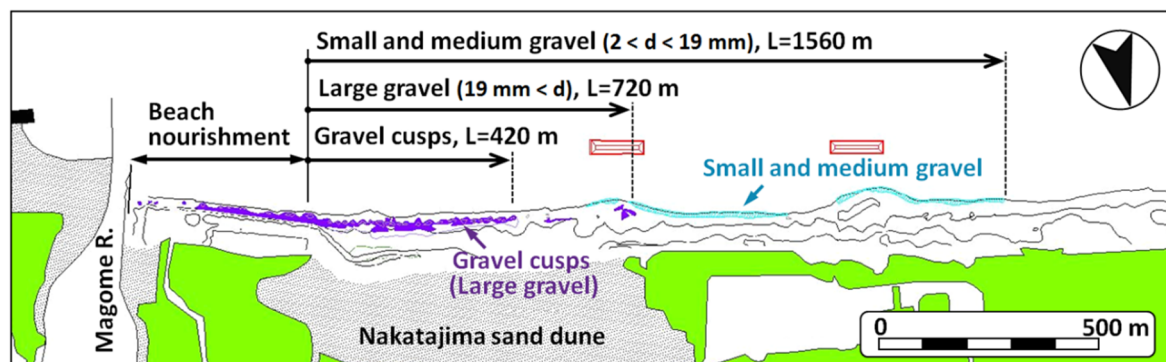 Small and medium gravel (2 < d < 19 mm), L=1560 m
Large gravel (19 mm < d), L=720 m
Beach
nourishment
Gravel cusps, L=420 m
Small and medium gravel
Magome R.
Gravel cusps
(Large gravel)
Nakatajima sand dune
0 500 m